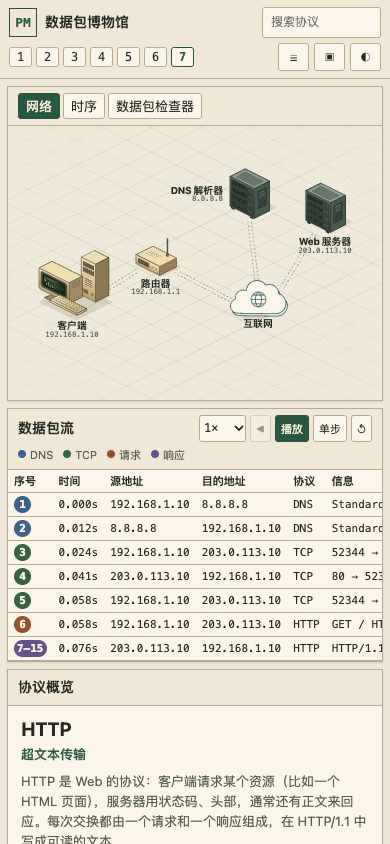 PM 数据包博物馆 搜索协议
1 2 3 4 5 6 7
网络 时序 数据包检查器
DNS 解析器
8.8.8.8
Web 服务器
203.0.113.10
路由器
192.168.1.1
互联网
客户端
192.168.1.10
数据包流 1× 播放 单步
DNS TCP 请求 响应
序号 时间 源地址 目的地址 协议 信息
1 0.000s 192.168.1.10 8.8.8.8 DNS Standard
2 0.012s 8.8.8.8 192.168.1.10 DNS Standard
3 0.024s 192.168.1.10 203.0.113.10 TCP 52344 →
4 0.041s 203.0.113.10 192.168.1.10 TCP 80 → 523
5 0.058s 192.168.1.10 203.0.113.10 TCP 52344 →
6 0.058s 192.168.1.10 203.0.113.10 HTTP GET / HT
7–15 0.076s 203.0.113.10 192.168.1.10 HTTP HTTP/1.1
协议概览
HTTP
超文本传输
HTTP 是 Web 的协议：客户端请求某个资源（比如一个
HTML 页面），服务器用状态码、头部，通常还有正文来回
应。每次交换都由一个请求和一个响应组成，在 HTTP/1.1 中
写成可读的文本